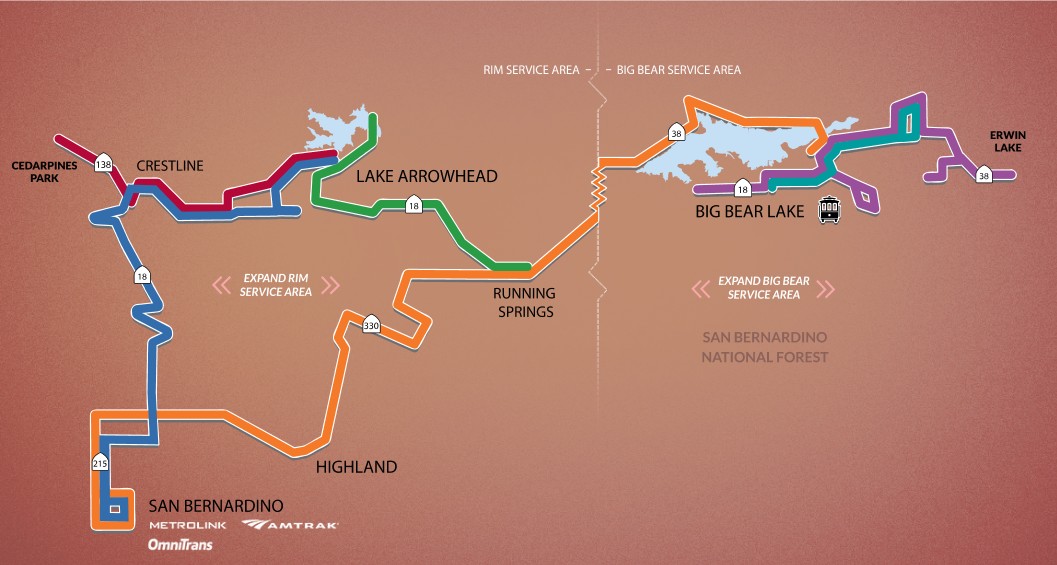 RIM SERVICE AREA
BIG BEAR SERVICE AREA
38
CEDARPINES
PARK
138
CRESTLINE
LAKE ARROWHEAD
ERWIN
LAKE
38
18
18
BIG BEAR LAKE
18
EXPAND RIM
SERVICE AREA
EXPAND BIG BEAR
SERVICE AREA
RUNNING
SPRINGS
330
SAN BERNARDINO
NATIONAL FOREST
215
HIGHLAND
SAN BERNARDINO
METROLINK
AMTRAK
OmniTrans